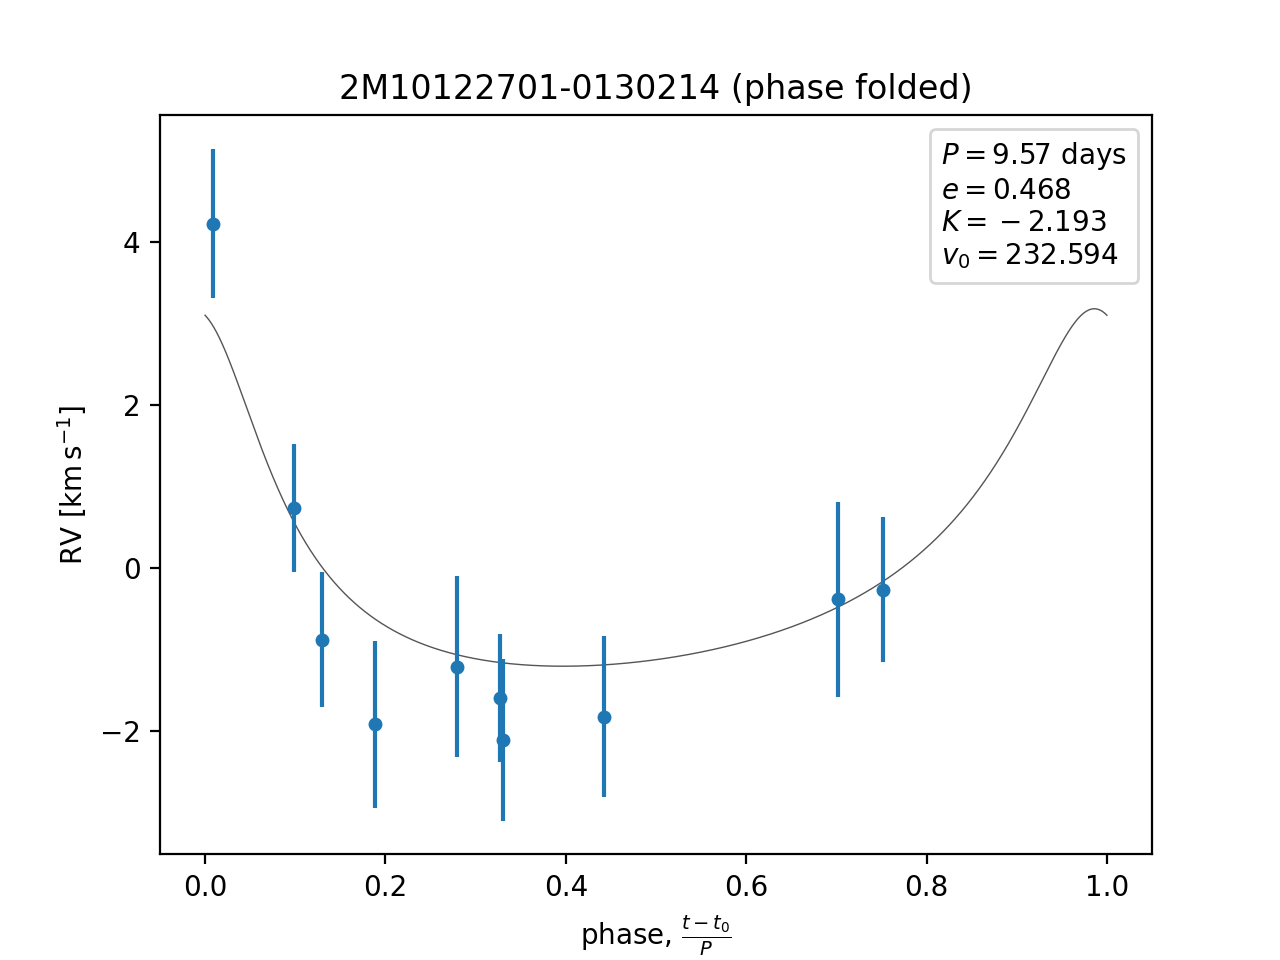 2M10122701-0130214 (phase folded)
P = 9.57 days
e = 0.468
K = −2.193
v₀ = 232.594
RV [km s⁻¹]
4
2
0
−2
0.0 0.2 0.4 0.6 0.8 1.0
phase, (t − t₀)/P